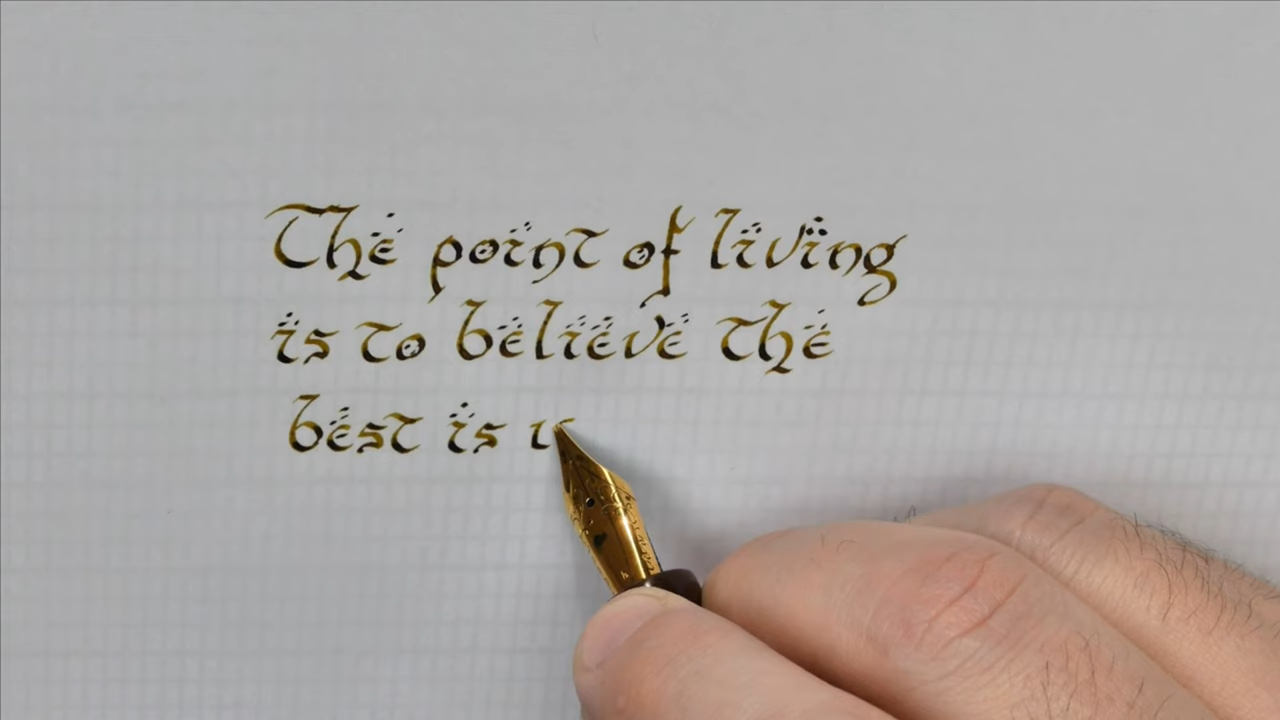 The point of living
is to believe the
best is